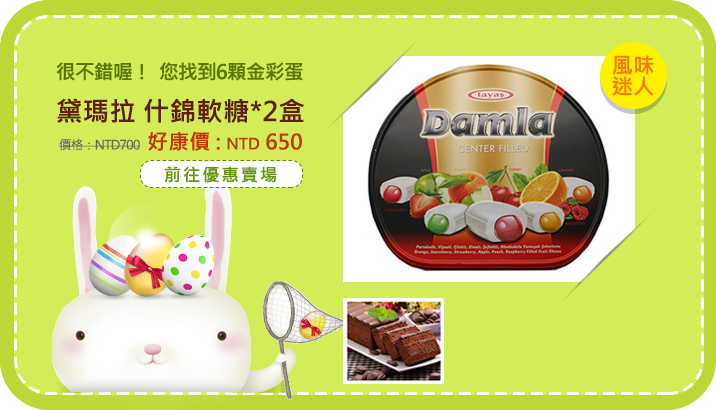 很不錯喔！ 您找到6顆金彩蛋
黛瑪拉 什錦軟糖*2盒
價格：NTD700 好康價：NTD 650
前往優惠賣場
風味
迷人
tayaş
Damla
CENTER FILLED